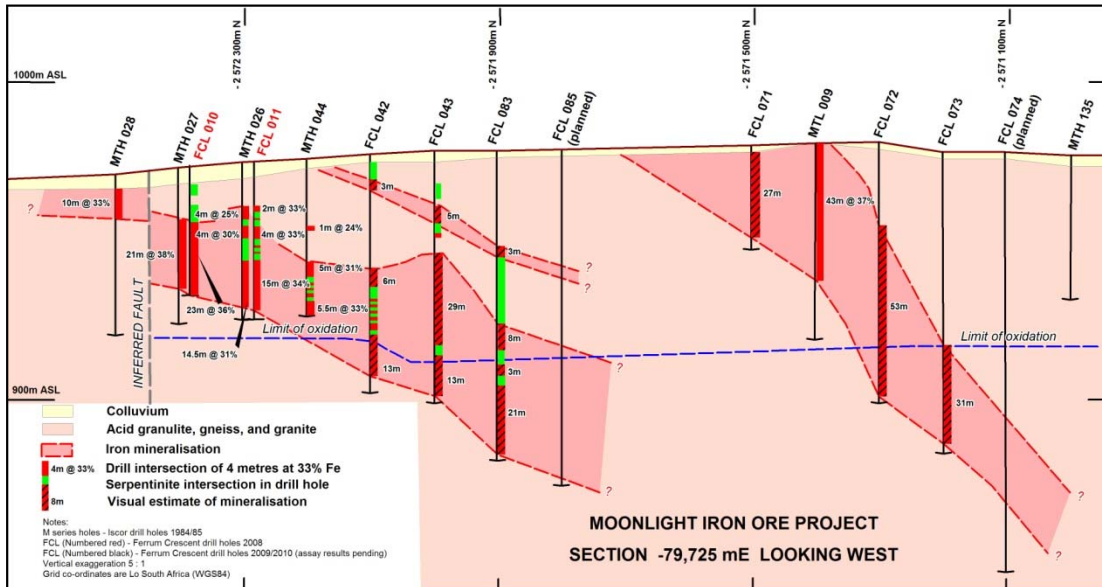 - 2 572 300m N
- 2 571 900m N
- 2 571 500m N
- 2 571 100m N
1000m ASL
MTH 028
MTH 027
FCL 010
MTH 026
FCL 011
MTH 044
FCL 042
FCL 043
FCL 083
FCL 085
(planned)
FCL 071
MTL 009
FCL 072
FCL 073
FCL 074
(planned)
MTH 135
10m @ 33%
?
21m @ 38%
4m @ 25%
4m @ 30%
23m @ 36%
2m @ 33%
4m @ 33%
15m @ 34%
14.5m @ 31%
1m @ 24%
5m @ 31%
5.5m @ 33%
3m
6m
13m
5m
29m
13m
3m
8m
3m
21m
?
?
?
?
27m
43m @ 37%
53m
31m
?
?
INFERRED FAULT
Limit of oxidation
Limit of oxidation
900m ASL
Colluvium
Acid granulite, gneiss, and granite
Iron mineralisation
4m @ 33% Drill intersection of 4 metres at 33% Fe
Serpentinite intersection in drill hole
8m Visual estimate of mineralisation
Notes:
M series holes - Iscor drill holes 1984/85
FCL (Numbered red) - Ferrum Crescent drill holes 2008
FCL (Numbered black) - Ferrum Crescent drill holes 2009/2010 (assay results pending)
Vertical exaggeration 5 : 1
Grid co-ordinates are Lo South Africa (WGS84)
MOONLIGHT IRON ORE PROJECT
SECTION -79,725 mE LOOKING WEST